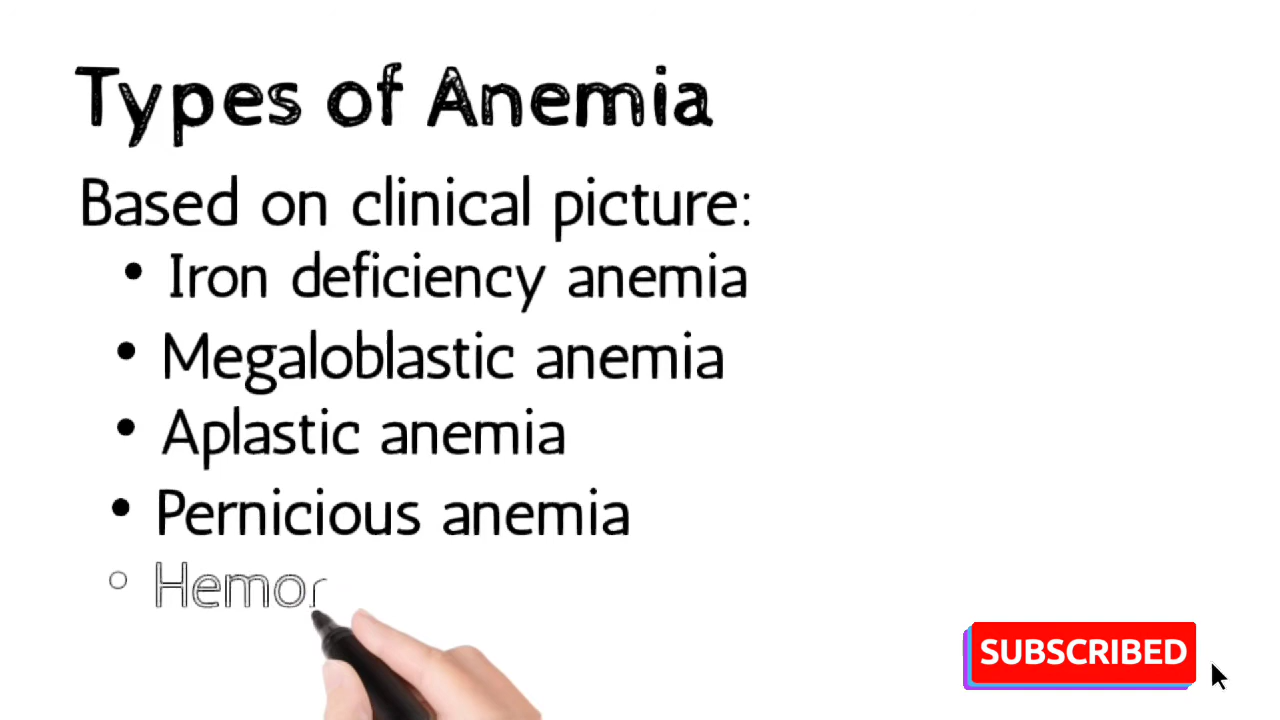 Types of Anemia
Based on clinical picture:
• Iron deficiency anemia
• Megaloblastic anemia
• Aplastic anemia
• Pernicious anemia
○ Hemor
SUBSCRIBED